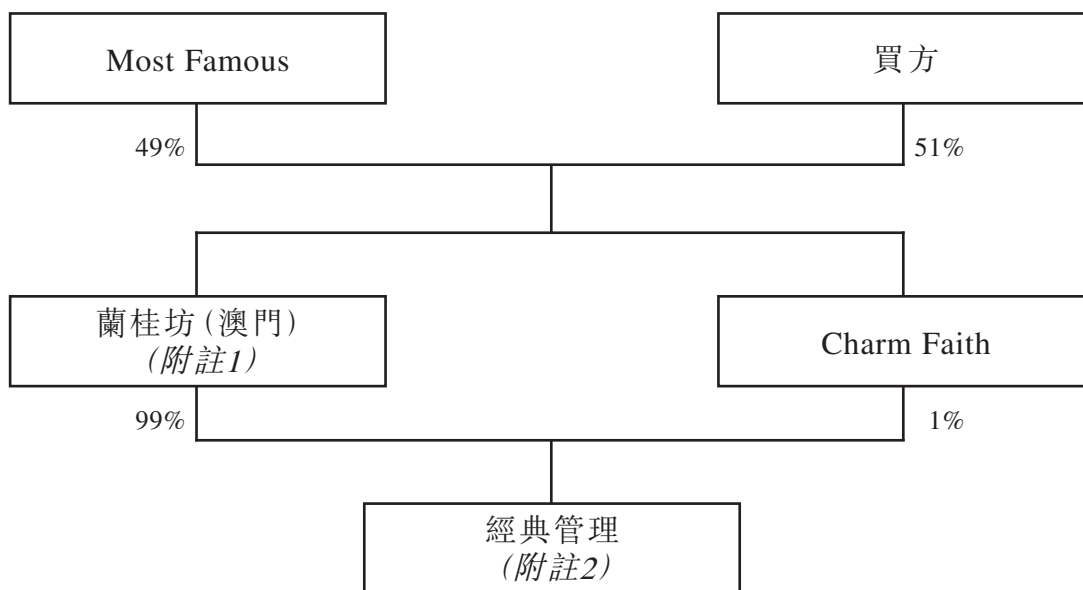 Most Famous
買方
49%
51%
蘭桂坊(澳門)
(附註1)
Charm Faith
99%
1%
經典管理
(附註2)